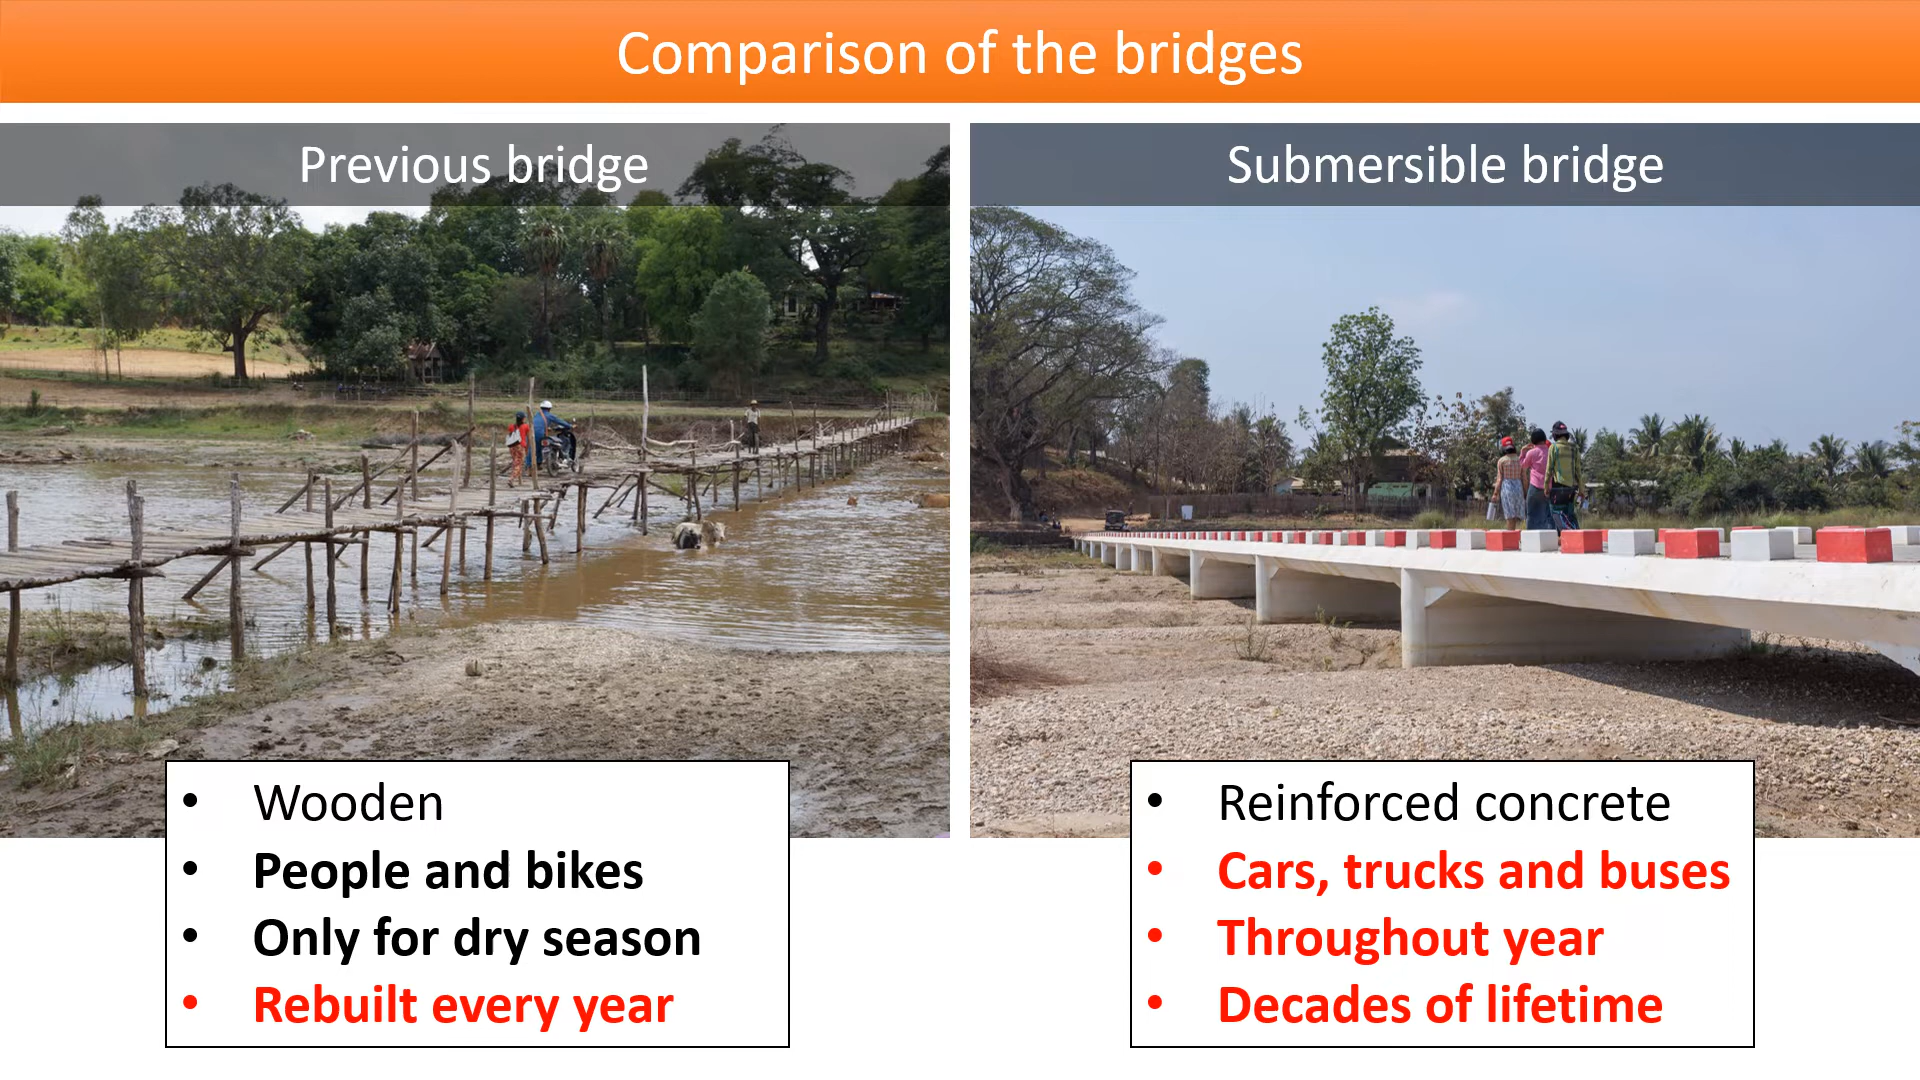 Comparison of the bridges
Previous bridge
• Wooden
• People and bikes
• Only for dry season
• Rebuilt every year
Submersible bridge
• Reinforced concrete
• Cars, trucks and buses
• Throughout year
• Decades of lifetime